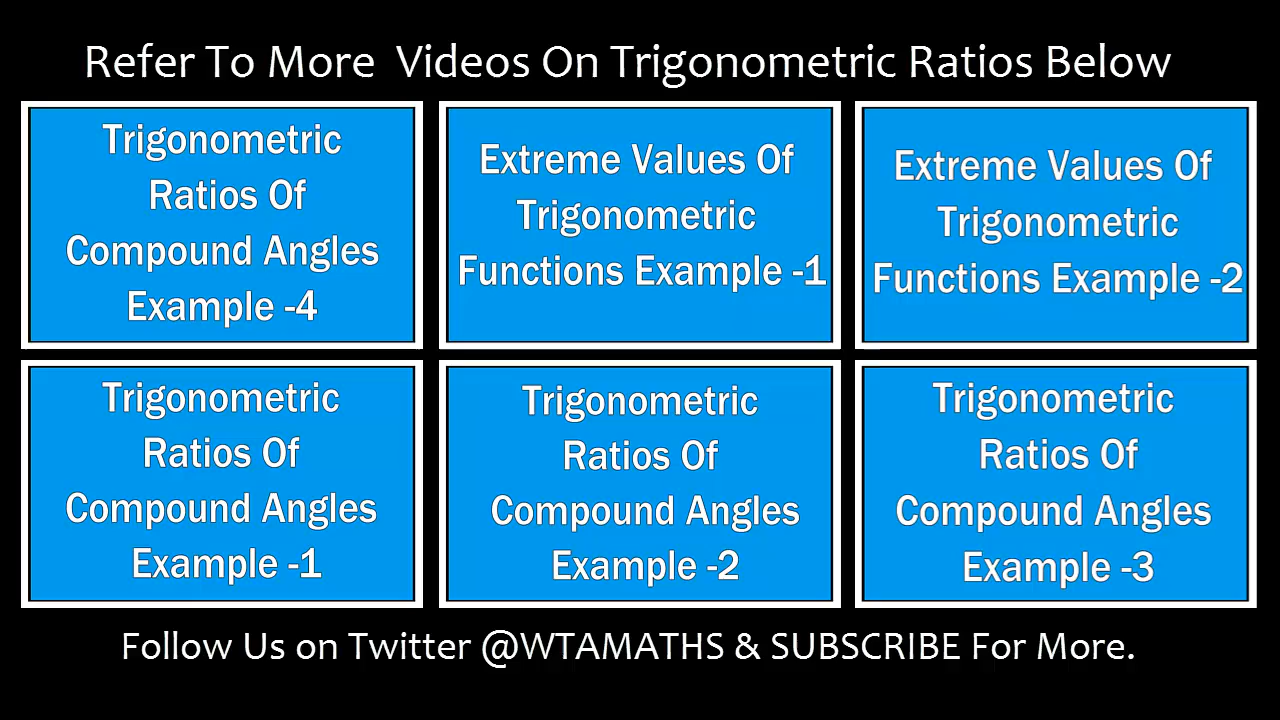 Refer To More Videos On Trigonometric Ratios Below
Trigonometric
Ratios Of
Compound Angles
Example -4
Extreme Values Of
Trigonometric
Functions Example -1
Extreme Values Of
Trigonometric
Functions Example -2
Trigonometric
Ratios Of
Compound Angles
Example -1
Trigonometric
Ratios Of
Compound Angles
Example -2
Trigonometric
Ratios Of
Compound Angles
Example -3
Follow Us on Twitter @WTAMATHS & SUBSCRIBE For More.